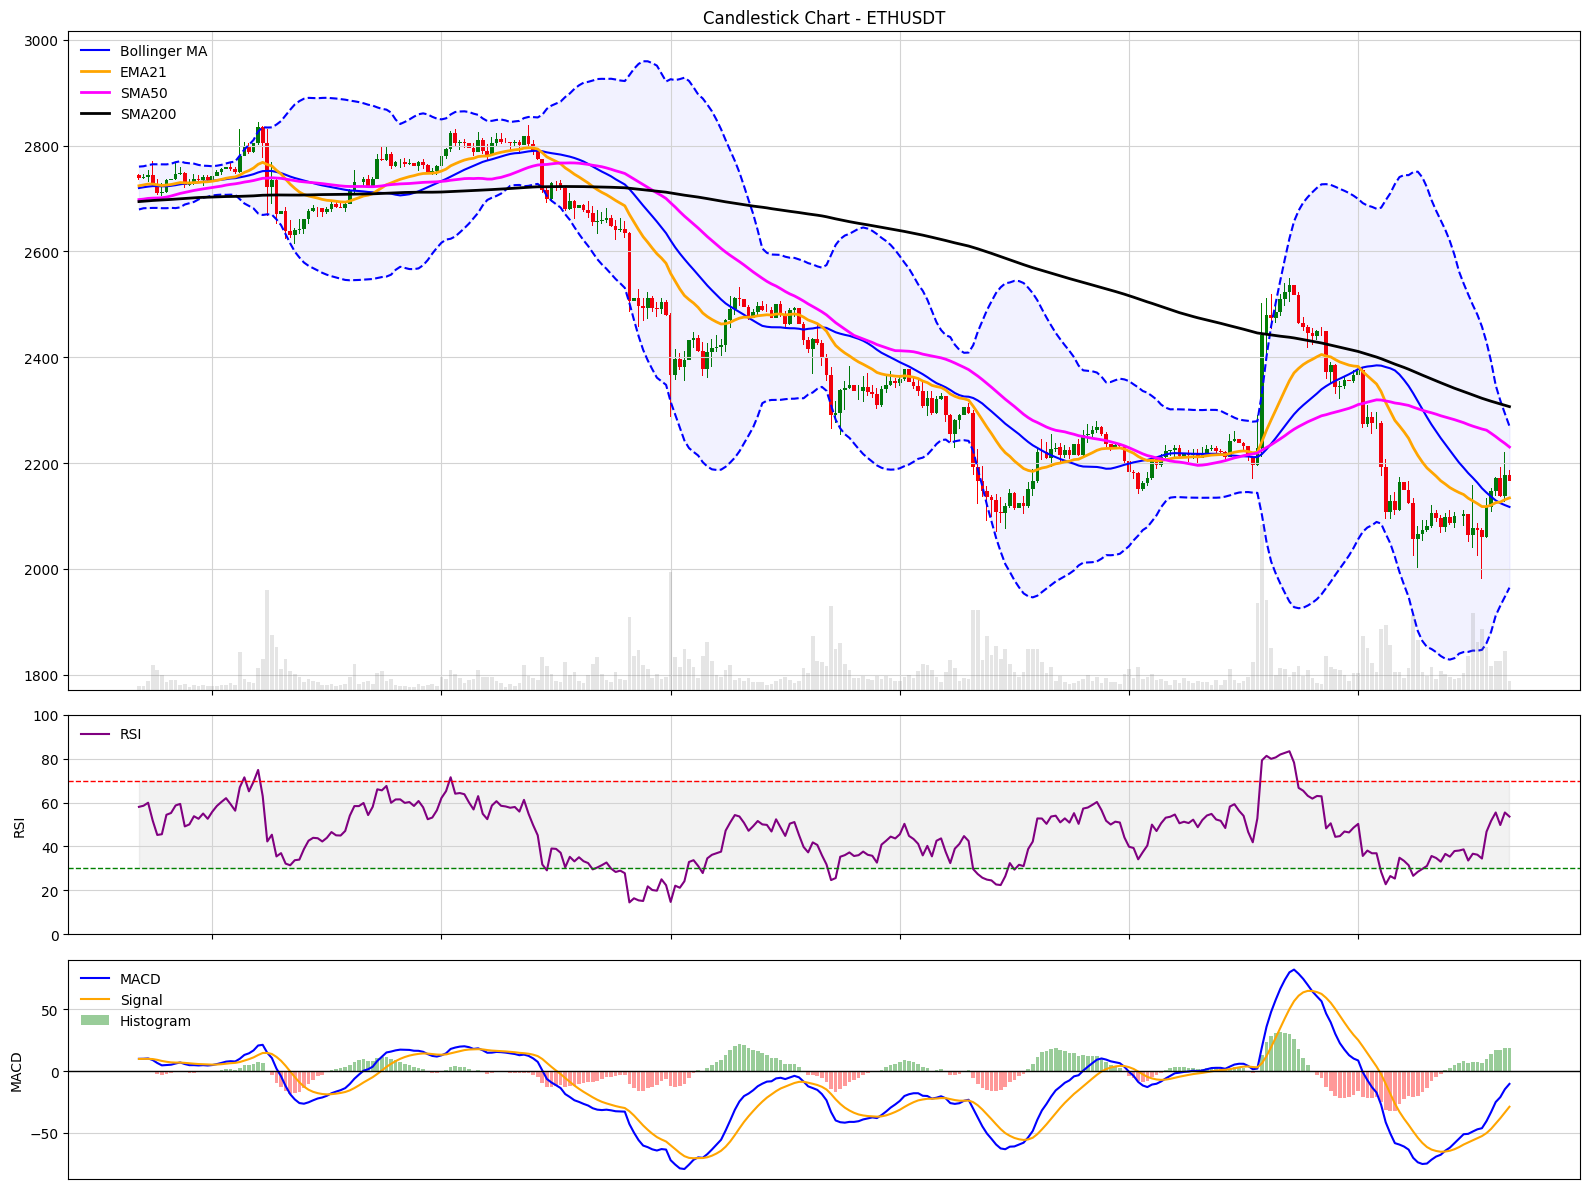 Candlestick Chart - ETHUSDT
3000
2800
2600
2400
2200
2000
1800
Bollinger MA
EMA21
SMA50
SMA200
RSI
100
80
60
40
20
0
RSI
MACD
50
0
−50
MACD
Signal
Histogram